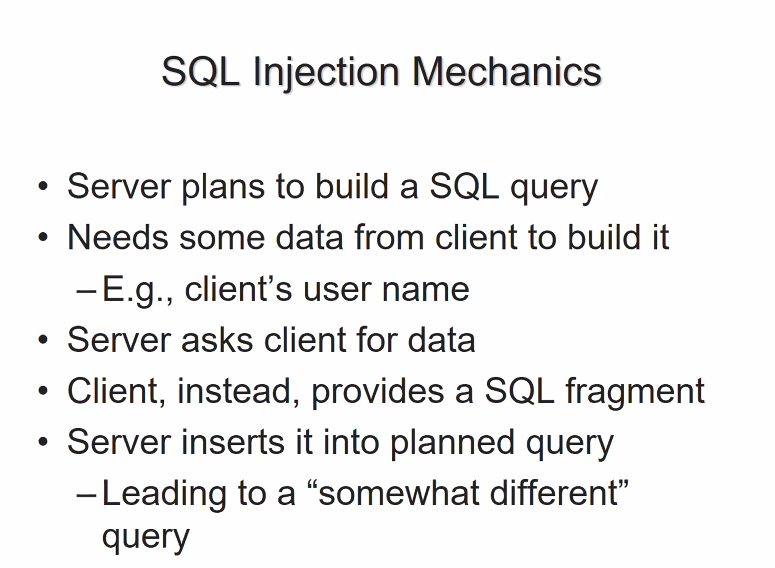 SQL Injection Mechanics
• Server plans to build a SQL query
• Needs some data from client to build it
–E.g., client’s user name
• Server asks client for data
• Client, instead, provides a SQL fragment
• Server inserts it into planned query
–Leading to a “somewhat different”
query